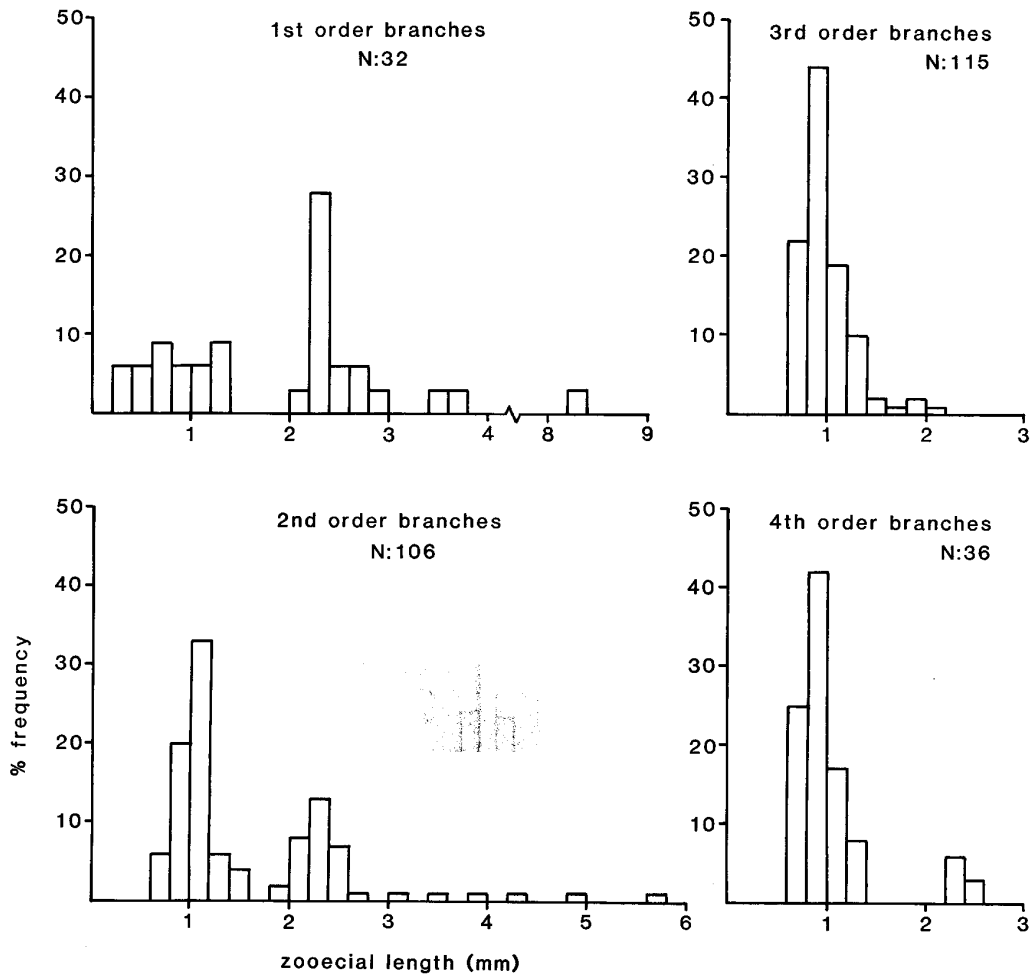 1st order branches
N:32
50
40
30
20
10
1 2 3 4 8 9
3rd order branches
N:115
50
40
30
20
10
1 2 3
2nd order branches
N:106
50
40
30
20
10
% frequency
1 2 3 4 5 6
zooecial length (mm)
4th order branches
N:36
50
40
30
20
10
1 2 3